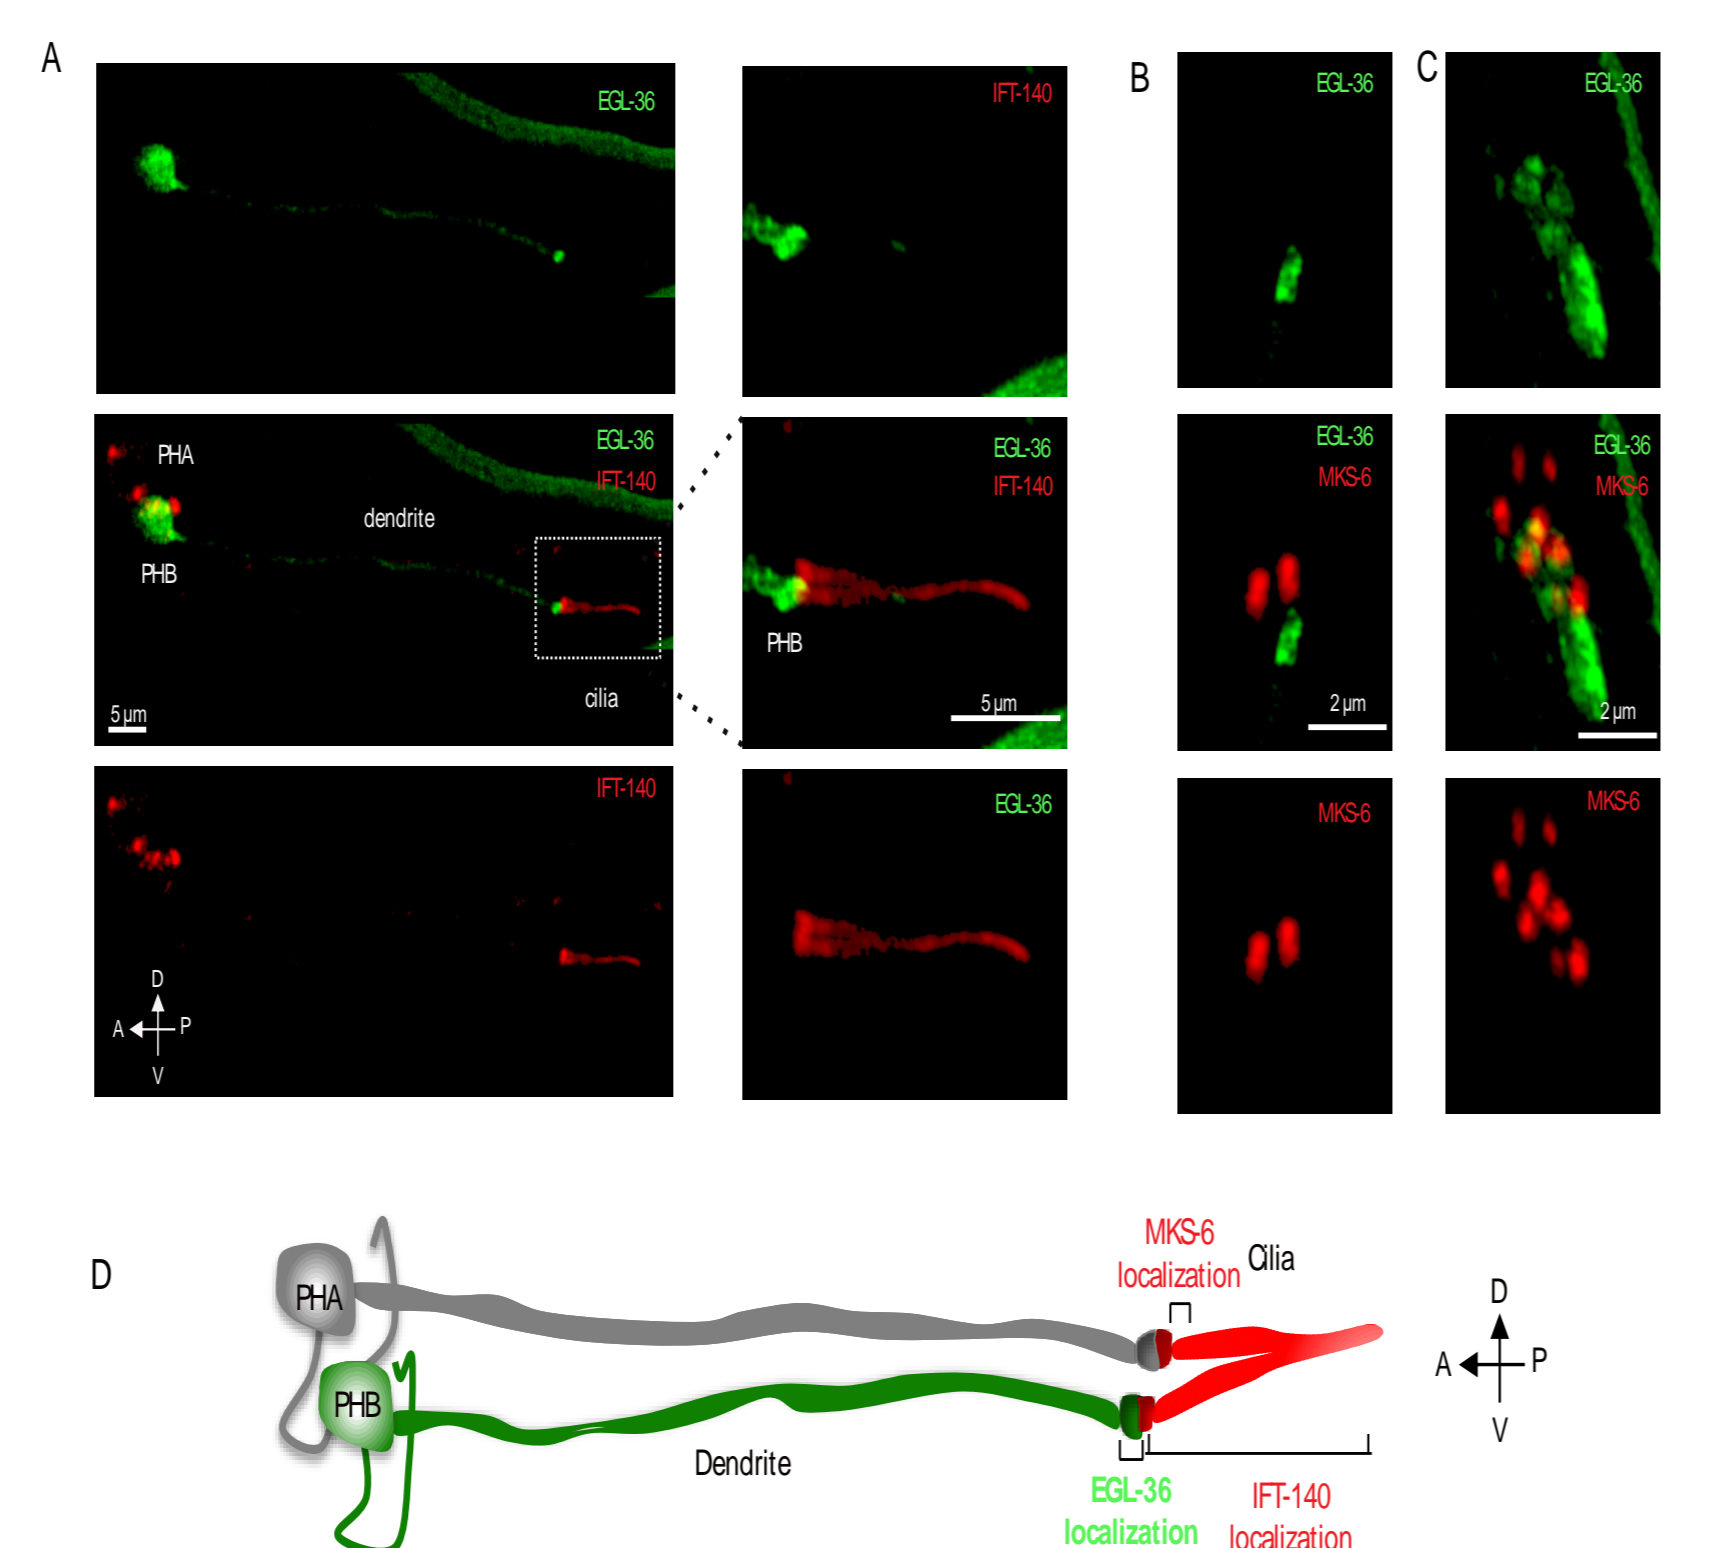 A
EGL-36
IFT-140
B
EGL-36
C
EGL-36
PHA
EGL-36
IFT-140
dendrite
PHB
cilia
5 µm
EGL-36
IFT-140
PHB
5 µm
EGL-36
MKS-6
2 µm
EGL-36
MKS-6
2 µm
IFT-140
D
A P
V
EGL-36
MKS-6
MKS-6
D
PHA
PHB
Dendrite
MKS-6
localization
Cilia
EGL-36
localization
IFT-140
localization
D
A P
V